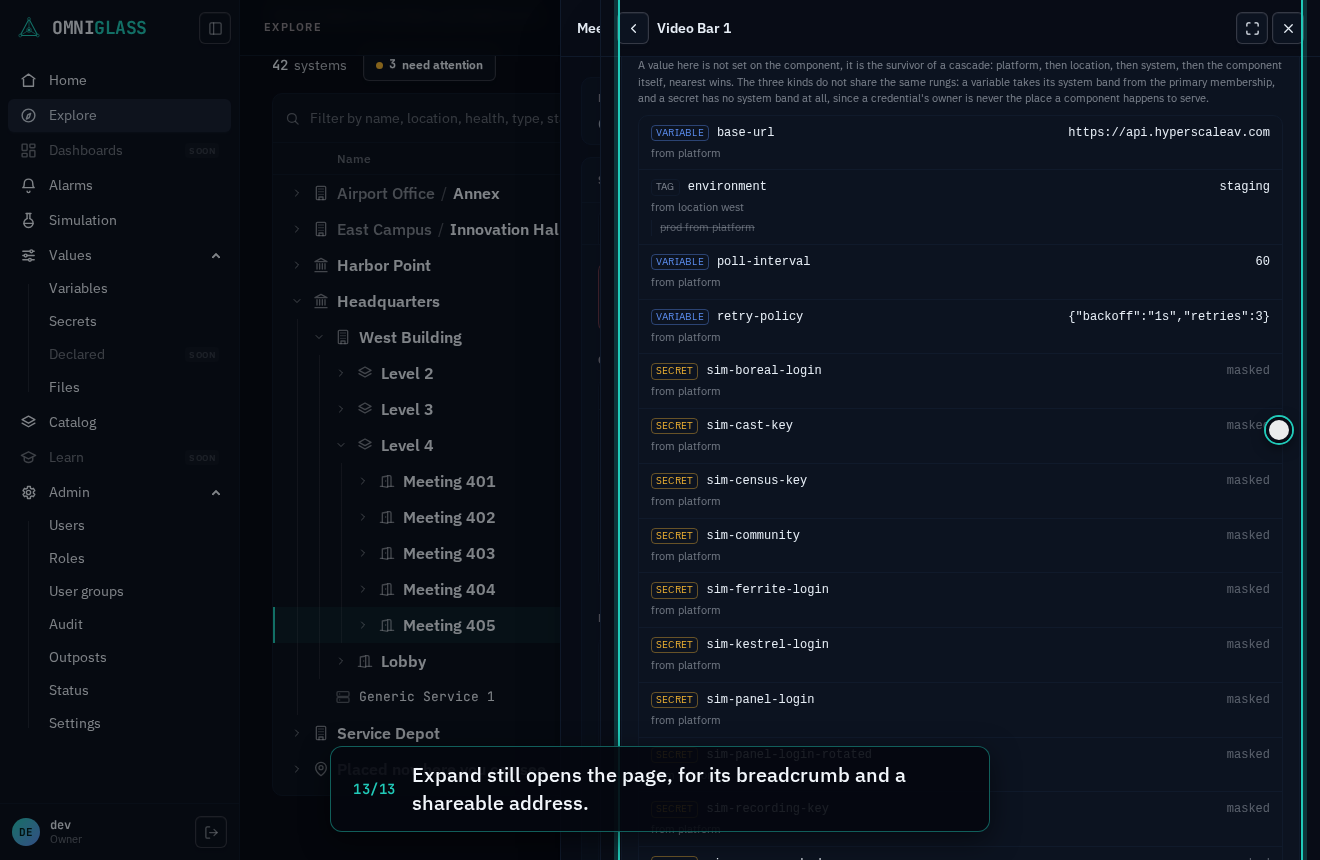 OMNIGLASS
Home
Explore
Dashboards SOON
Alarms
Simulation
Values
Variables
Secrets
Declared SOON
Files
Catalog
Learn SOON
Admin
Users
Roles
User groups
Audit
Outposts
Status
Settings
DE dev
Owner
EXPLORE
42 systems
3 need attention
Filter by name, location, health, type, st
Name
Airport Office / Annex
East Campus / Innovation Hal
Harbor Point
Headquarters
West Building
Level 2
Level 3
Level 4
Meeting 401
Meeting 402
Meeting 403
Meeting 404
Meeting 405
Lobby
Generic Service 1
Service Depot
Mee
Video Bar 1
A value here is not set on the component, it is the survivor of a cascade: platform, then location, then system, then the component
itself, nearest wins. The three kinds do not share the same rungs: a variable takes its system band from the primary membership,
and a secret has no system band at all, since a credential's owner is never the place a component happens to serve.
VARIABLE base-url https://api.hyperscaleav.com
from platform
TAG environment staging
from location west
prod from platform
VARIABLE poll-interval 60
from platform
VARIABLE retry-policy {"backoff":"1s","retries":3}
from platform
SECRET sim-boreal-login masked
from platform
SECRET sim-cast-key masked
from platform
SECRET sim-census-key masked
from platform
SECRET sim-community masked
from platform
SECRET sim-ferrite-login masked
from platform
SECRET sim-kestrel-login masked
from platform
SECRET sim-panel-login masked
from platform
SECRET sim-panel-login-rotated masked
SECRET sim-recording-key masked
from platform
13/13 Expand still opens the page, for its breadcrumb and a
shareable address.